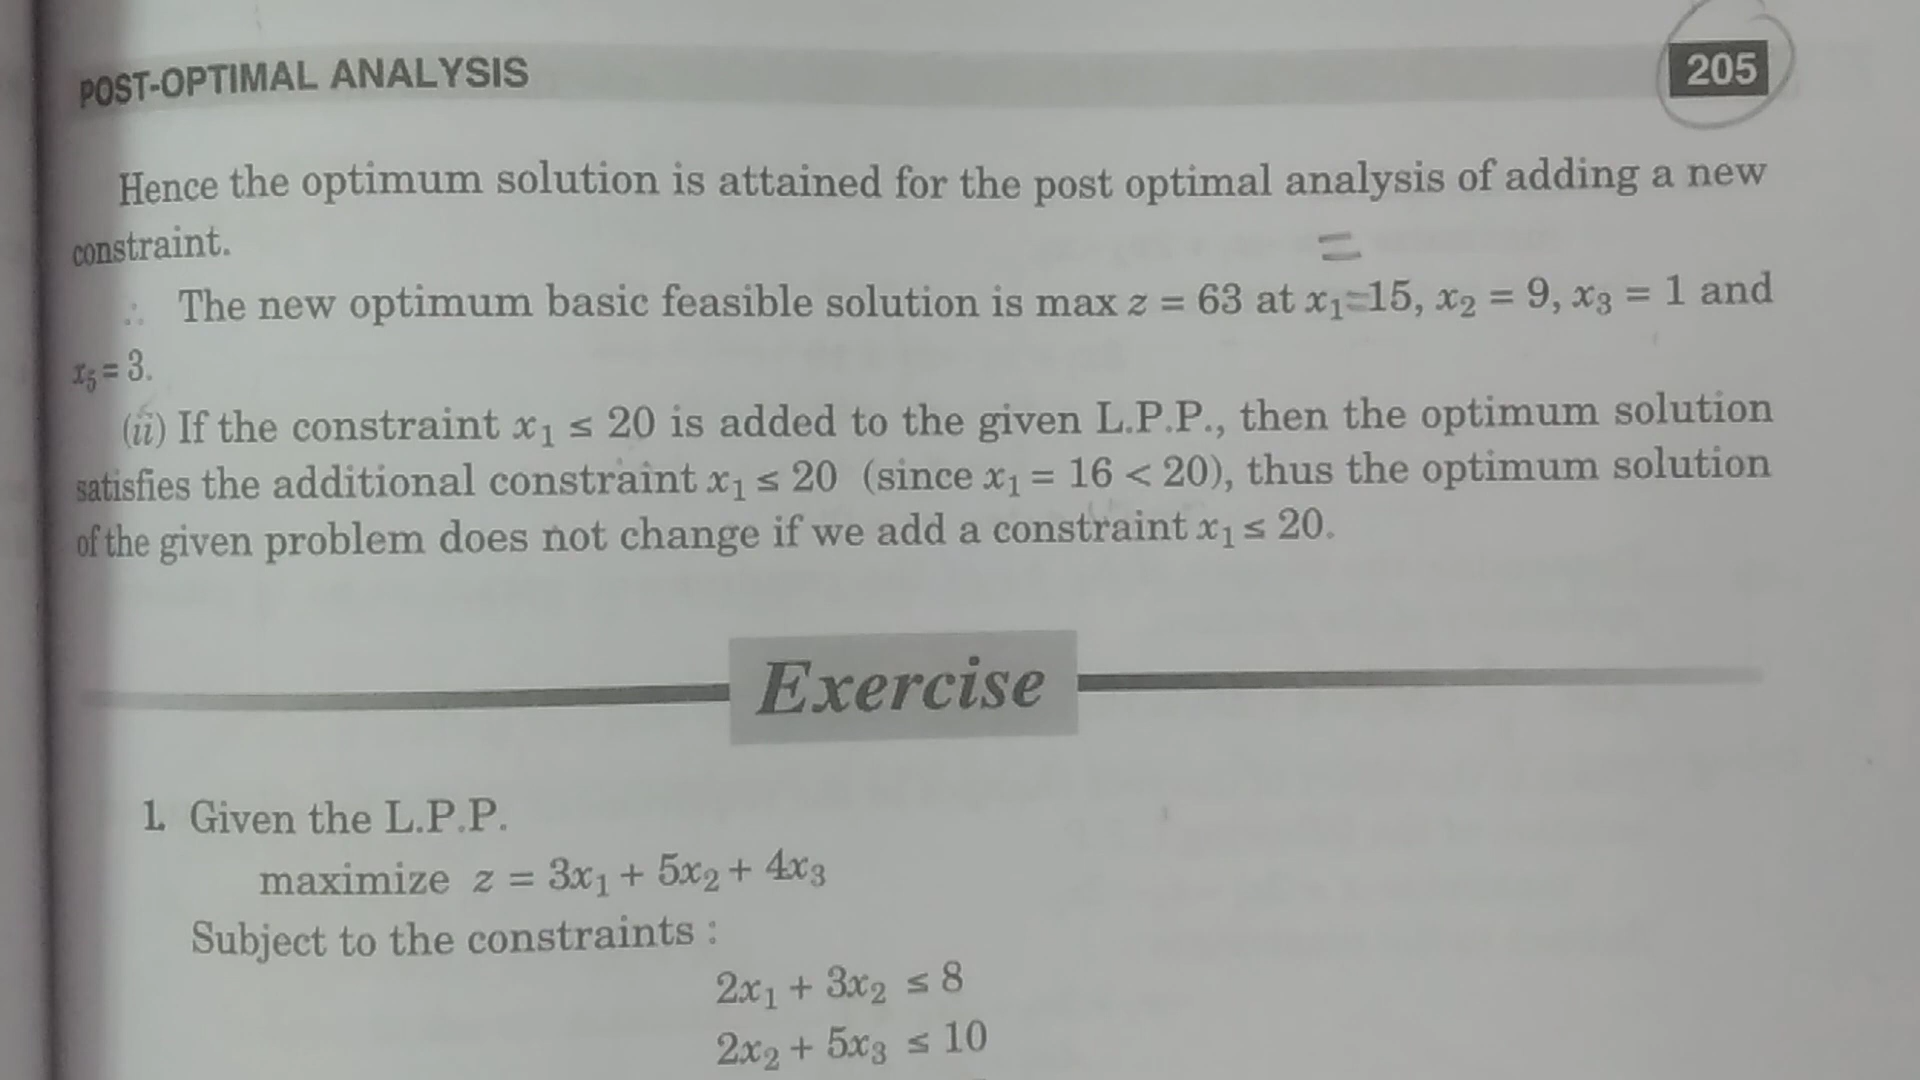 POST-OPTIMAL ANALYSIS 205
Hence the optimum solution is attained for the post optimal analysis of adding a new
constraint.
=
∴ The new optimum basic feasible solution is max z = 63 at x₁=15, x₂ = 9, x₃ = 1 and
x₅ = 3.
(ii) If the constraint x₁ ≤ 20 is added to the given L.P.P., then the optimum solution
satisfies the additional constraint x₁ ≤ 20 (since x₁ = 16 < 20), thus the optimum solution
of the given problem does not change if we add a constraint x₁ ≤ 20.
Exercise
1. Given the L.P.P.
maximize z = 3x₁ + 5x₂ + 4x₃
Subject to the constraints :
2x₁ + 3x₂ ≤ 8
2x₂ + 5x₃ ≤ 10